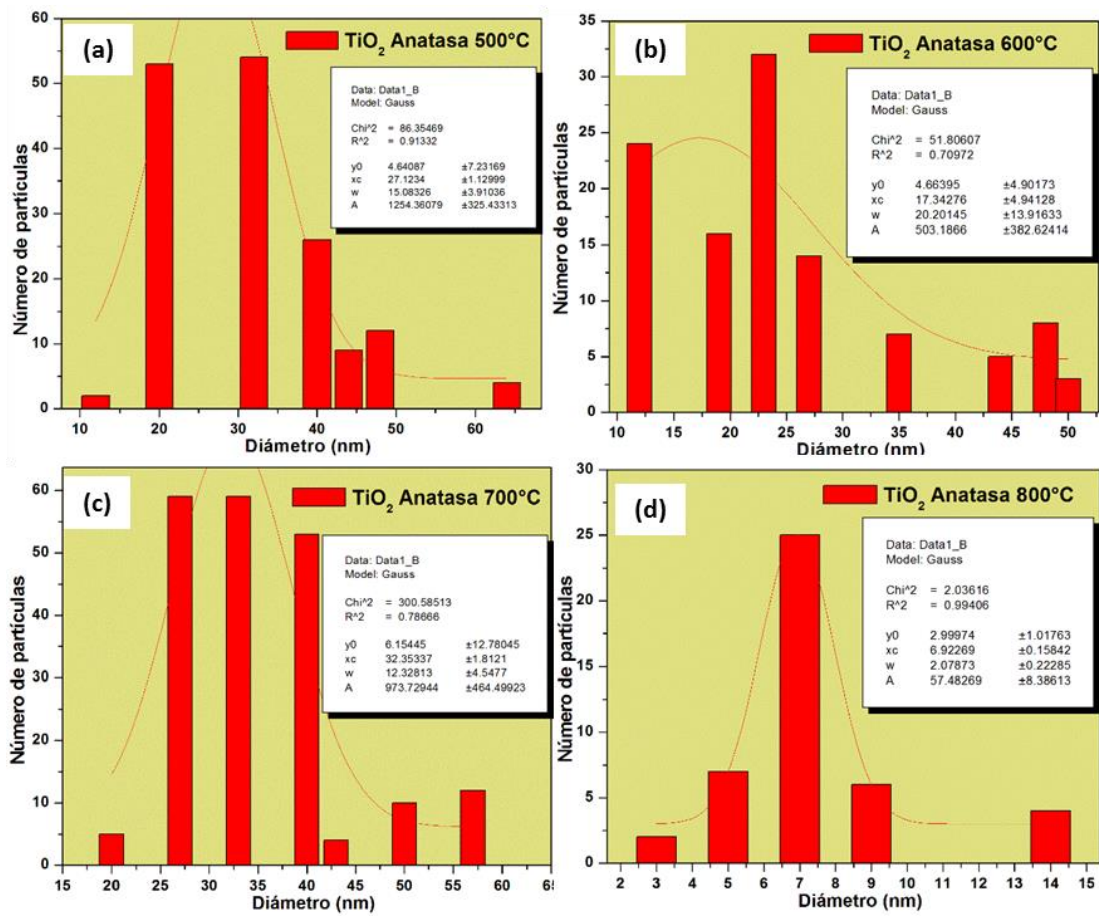 (a)
TiO2 Anatasa 500°C
Data: Data1_B
Model: Gauss
Chi^2 = 86.35469
R^2 = 0.91332
y0 4.64087 ±7.23169
xc 27.1234 ±1.12999
w 15.08326 ±3.91036
A 1254.36079 ±325.43313
Número de partículas
60
50
40
30
20
10
0
10 20 30 40 50 60
Diámetro (nm)
(b)
TiO2 Anatasa 600°C
Data: Data1_B
Model: Gauss
Chi^2 = 51.80607
R^2 = 0.70972
y0 4.66395 ±4.90173
xc 17.34276 ±4.94128
w 20.20145 ±13.91633
A 503.1866 ±382.62414
Número de partículas
35
30
25
20
15
10
5
0
10 15 20 25 30 35 40 45 50
Diámetro (nm)
(c)
TiO2 Anatasa 700°C
Data: Data1_B
Model: Gauss
Chi^2 = 300.58513
R^2 = 0.78666
y0 6.15445 ±12.78045
xc 32.35337 ±1.8121
w 12.32813 ±4.5477
A 973.72944 ±464.49923
Número de partículas
60
50
40
30
20
10
0
15 20 25 30 35 40 45 50 55 60 65
Diámetro (nm)
(d)
TiO2 Anatasa 800°C
Data: Data1_B
Model: Gauss
Chi^2 = 2.03616
R^2 = 0.99406
y0 2.99974 ±1.01763
xc 6.92269 ±0.15842
w 2.07873 ±0.22285
A 57.48269 ±8.38613
Número de partículas
30
25
20
15
10
5
0
2 3 4 5 6 7 8 9 10 11 12 13 14 15
Diámetro (nm)